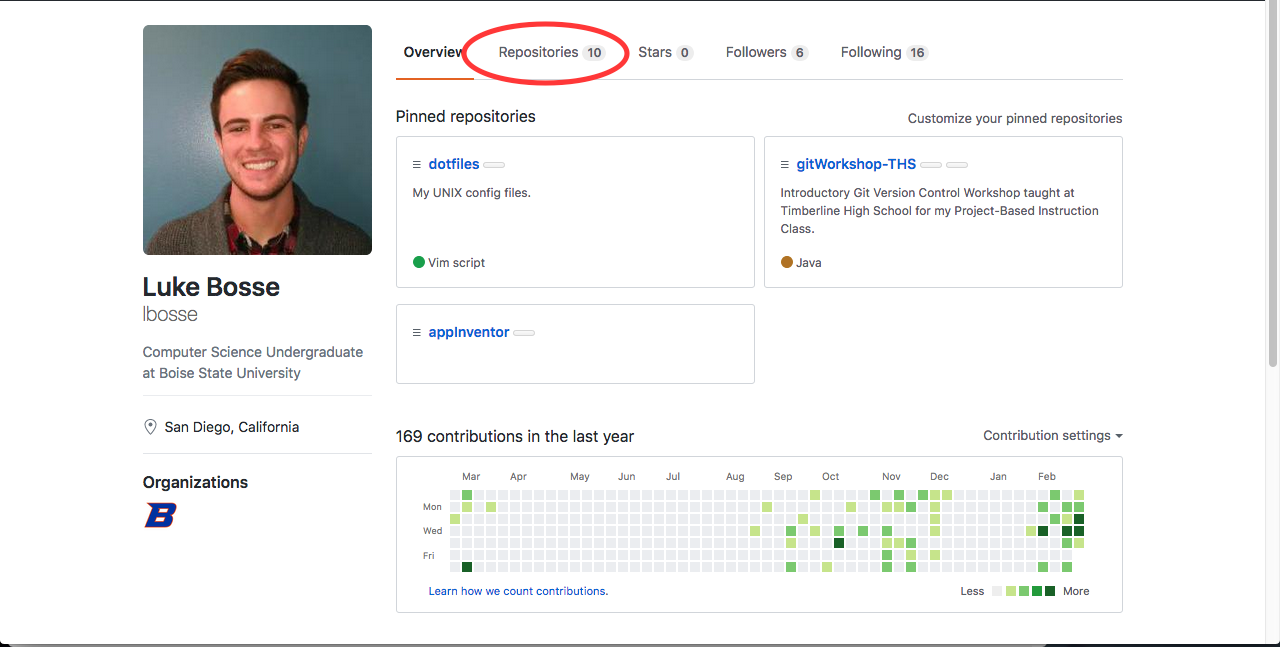 Overview Repositories 10 Stars 0 Followers 6 Following 16
Pinned repositories
Customize your pinned repositories
dotfiles
My UNIX config files.
Vim script
gitWorkshop-THS
Introductory Git Version Control Workshop taught at
Timberline High School for my Project-Based Instruction
Class.
Java
appInventor
Luke Bosse
lbosse
Computer Science Undergraduate
at Boise State University
San Diego, California
Organizations
B
169 contributions in the last year
Contribution settings
Mar Apr May Jun Jul Aug Sep Oct Nov Dec Jan Feb
Mon
Wed
Fri
Learn how we count contributions.
Less More